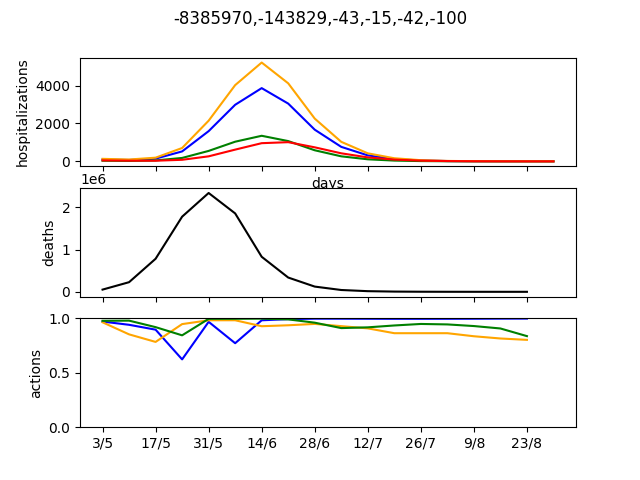 -8385970,-143829,-43,-15,-42,-100
hospitalizations
4000
2000
0
days
1e6
deaths
2
1
0
actions
1.0
0.5
0.0
3/5 17/5 31/5 14/6 28/6 12/7 26/7 9/8 23/8